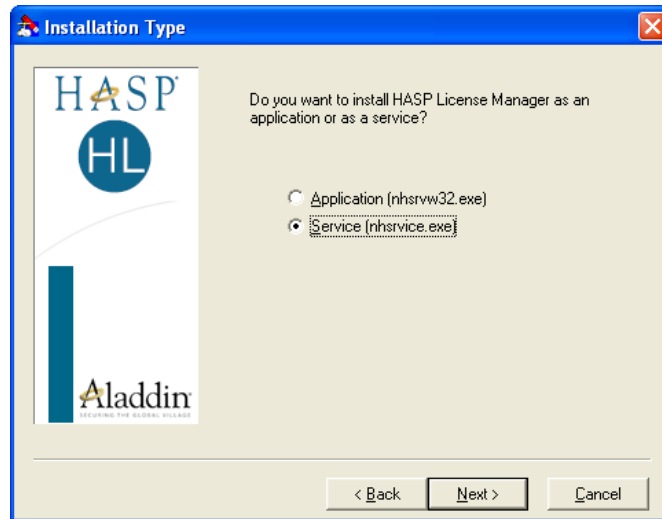 Installation Type
HASP
HL
Do you want to install HASP License Manager as an
application or as a service?
Application (nhsrvw32.exe)
Service (nhsrvice.exe)
Aladdin
SECURING THE GLOBAL VILLAGE
< Back
Next >
Cancel